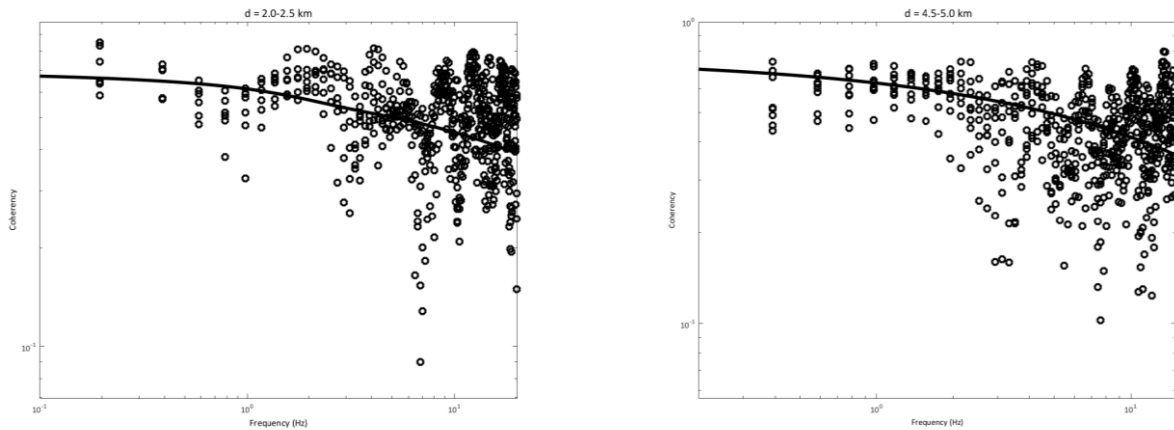 d = 2.0-2.5 km
Coherency
10⁻¹
10⁻¹
10⁰
10¹
Frequency (Hz)
d = 4.5-5.0 km
10⁰
Coherency
10⁻¹
10⁰
10¹
Frequency (Hz)